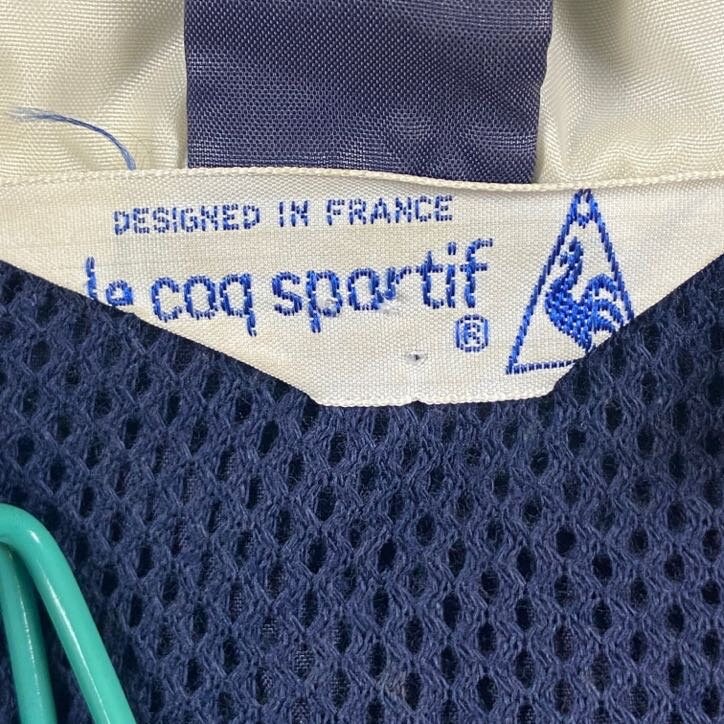 DESIGNED IN FRANCE
le coq sportif
®